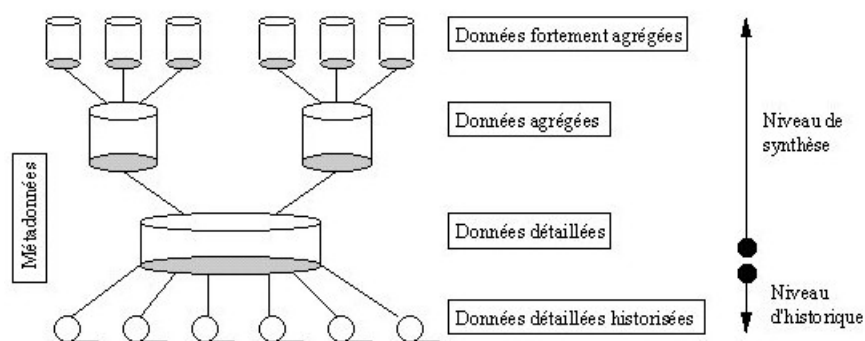 Données fortement agrégées
Données agrégées
Niveau de
synthèse
Métadonnées
Données détaillées
Données détaillées historisées
Niveau
d'historique